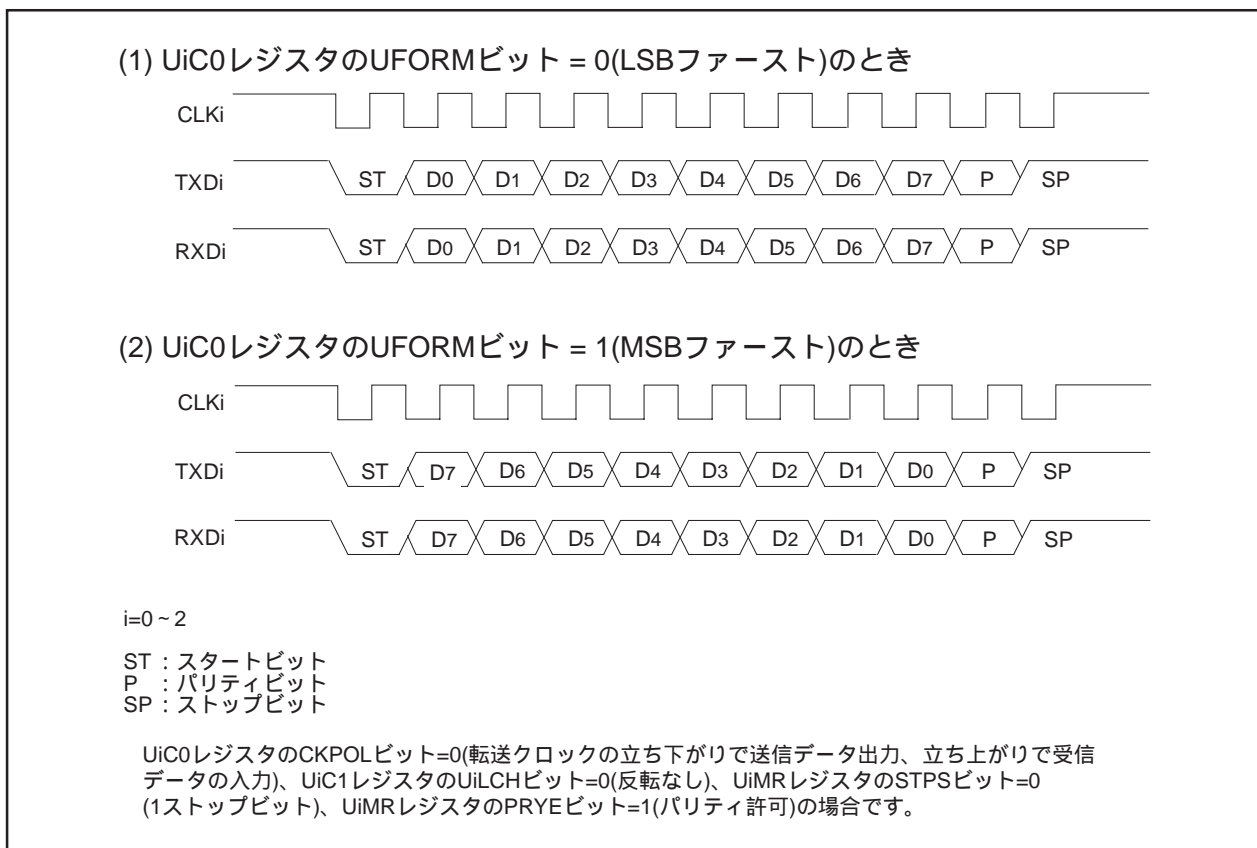 (1) UiC0レジスタのUFORMビット = 0(LSBファースト)のとき
CLKi
TXDi ST D0 D1 D2 D3 D4 D5 D6 D7 P SP
RXDi ST D0 D1 D2 D3 D4 D5 D6 D7 P SP
(2) UiC0レジスタのUFORMビット = 1(MSBファースト)のとき
CLKi
TXDi ST D7 D6 D5 D4 D3 D2 D1 D0 P SP
RXDi ST D7 D6 D5 D4 D3 D2 D1 D0 P SP
i=0 ~ 2
ST : スタートビット
P : パリティビット
SP : ストップビット
UiC0レジスタのCKPOLビット=0(転送クロックの立ち下がりで送信データ出力、立ち上がりで受信
データの入力)、UiC1レジスタのUiLCHビット=0(反転なし)、UiMRレジスタのSTPSビット=0
(1ストップビット)、UiMRレジスタのPRYEビット=1(パリティ許可)の場合です。